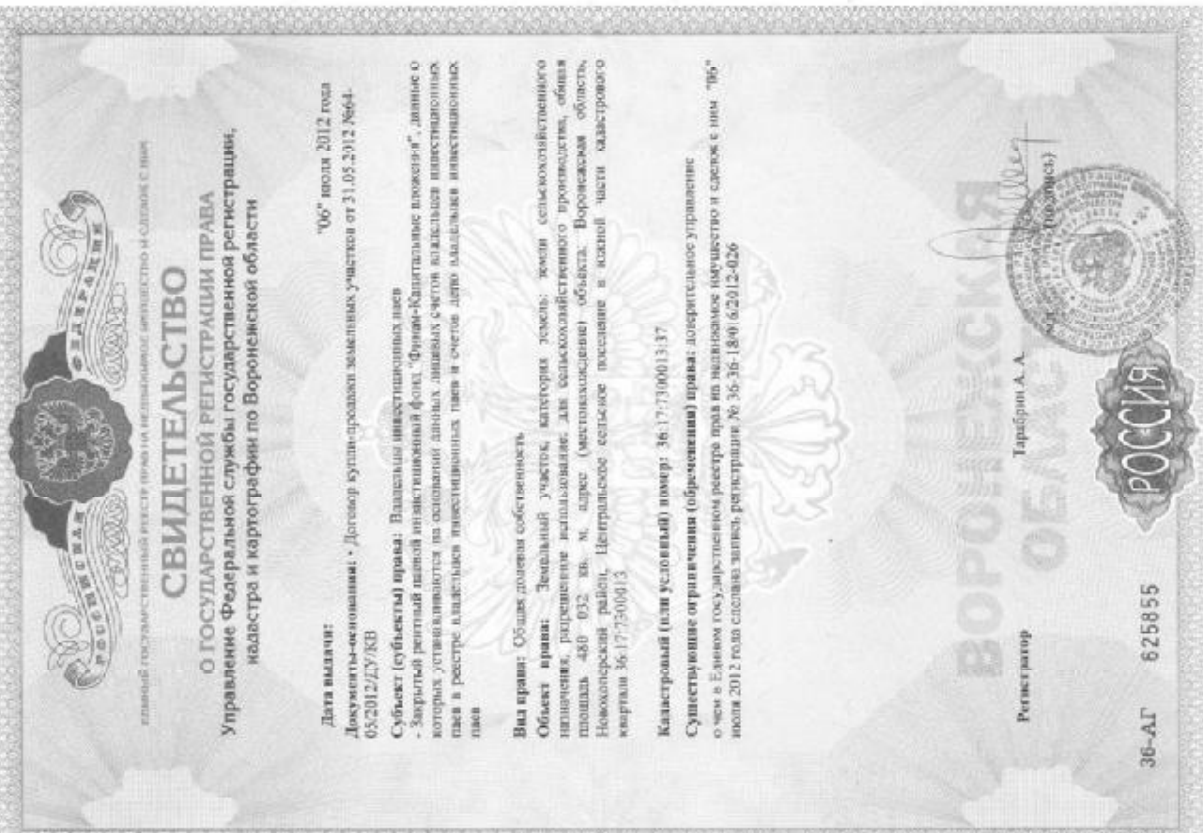 РОССИЙСКАЯ ФЕДЕРАЦИЯ
ЕДИНЫЙ ГОСУДАРСТВЕННЫЙ РЕЕСТР ПРАВ НА НЕДВИЖИМОЕ ИМУЩЕСТВО И СДЕЛОК С НИМ
СВИДЕТЕЛЬСТВО
О ГОСУДАРСТВЕННОЙ РЕГИСТРАЦИИ ПРАВА
Управление Федеральной службы государственной регистрации,
кадастра и картографии по Воронежской области
Дата выдачи: "06" июля 2012 года
Документы-основания: • Договор купли-продажи земельных участков от 31.05.2012 №64-
05/2012/ДУ/КВ
Субъект (субъекты) права: Владельцы инвестиционных паев
- Закрытый рентный паевой инвестиционный фонд "Финам-Капитальные вложения", данные о
которых устанавливаются на основании данных лицевых счетов владельцев инвестиционных
паев в реестре владельцев инвестиционных паев и счетов депо владельцев инвестиционных
паев
Вид права: Общая долевая собственность
Объект права: Земельный участок, категория земель: земли сельскохозяйственного
назначения, разрешенное использование: для сельскохозяйственного производства, общая
площадь 480 032 кв. м, адрес (местонахождение) объекта: Воронежская область,
Новохоперский район, Центральское сельское поселение в южной части кадастрового
квартала 36:17:7300013
Кадастровый (или условный) номер: 36:17:7300013:37
Существующие ограничения (обременения) права: доверительное управление
о чем в Едином государственном реестре прав на недвижимое имущество и сделок с ним "06"
июля 2012 года сделана запись регистрации № 36-36-18/016/2012-026
ВОРОНЕЖСКАЯ
ОБЛАСТЬ
Регистратор Тарабрин А. А. (подпись)
РОССИЯ
36-АГ 625855